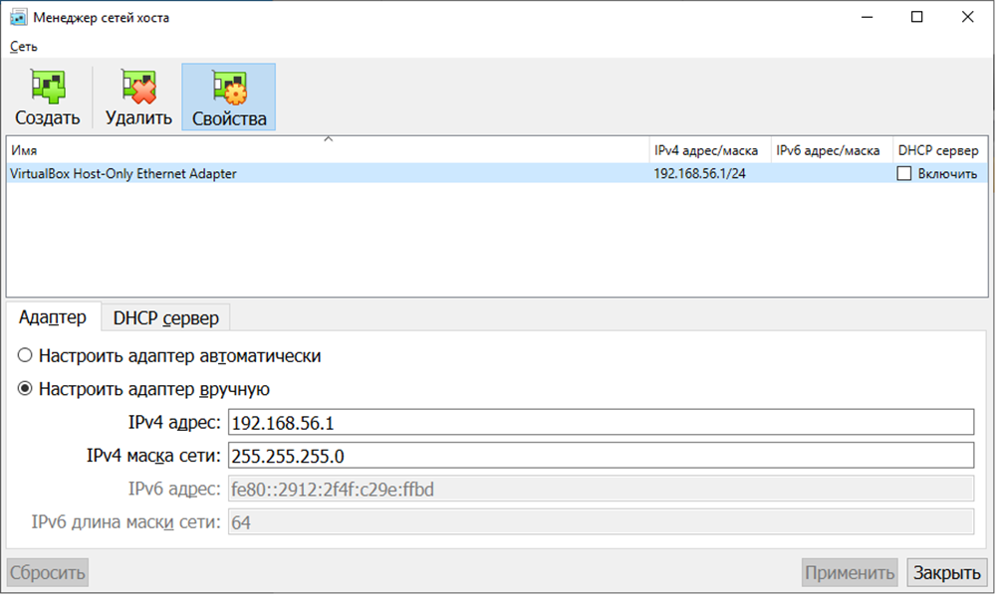 Менеджер сетей хоста
Сеть
Создать Удалить Свойства
Имя IPv4 адрес/маска IPv6 адрес/маска DHCP сервер
VirtualBox Host-Only Ethernet Adapter 192.168.56.1/24 Включить
Адаптер DHCP сервер
Настроить адаптер автоматически
Настроить адаптер вручную
IPv4 адрес: 192.168.56.1
IPv4 маска сети: 255.255.255.0
IPv6 адрес: fe80::2912:2f4f:c29e:ffbd
IPv6 длина маски сети: 64
Сбросить Применить Закрыть